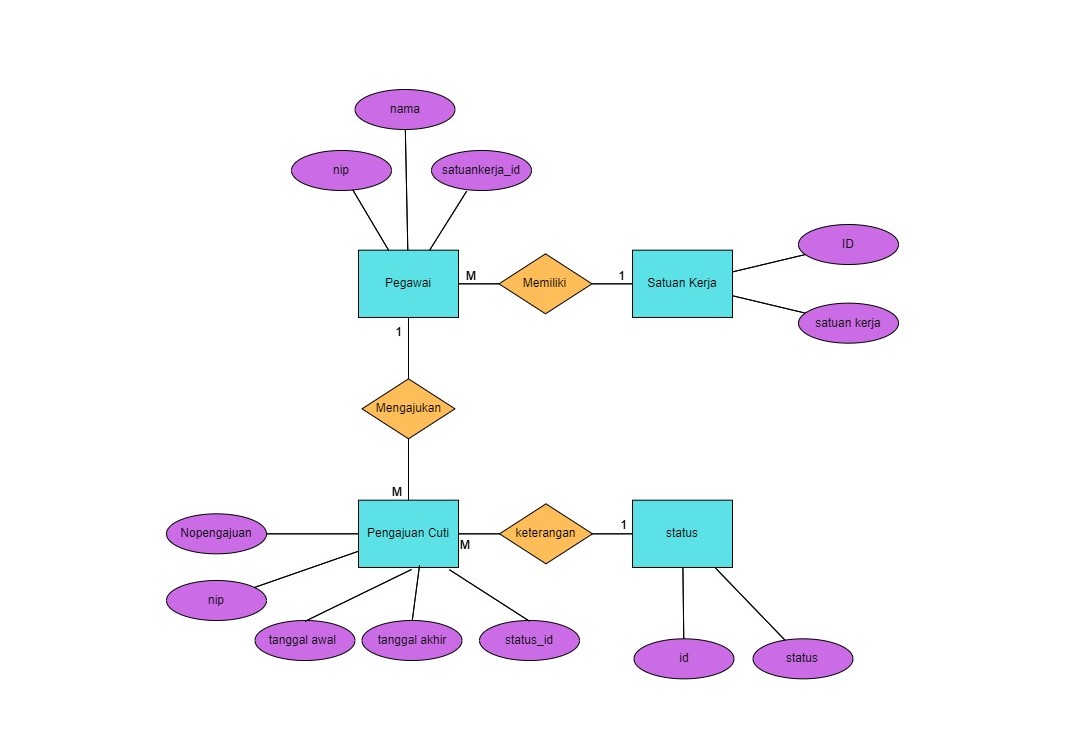 nama
nip
satuankerja_id
ID
Pegawai
M
Memiliki
1
Satuan Kerja
satuan kerja
1
Mengajukan
M
Nopengajuan
Pengajuan Cuti
M
keterangan
1
status
nip
tanggal awal
tanggal akhir
status_id
id
status